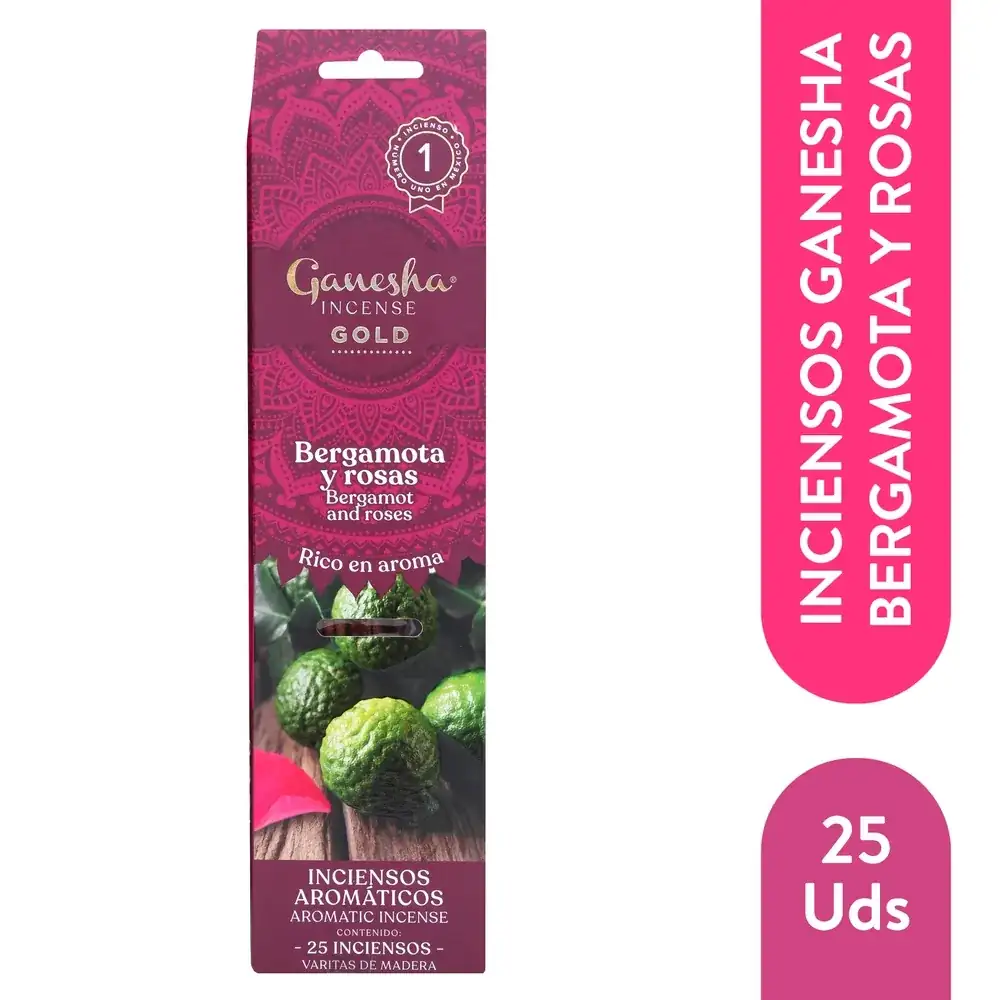 INCIENSO
NUMERO UNO EN MÉXICO
1
Ganesha®
INCENSE
GOLD
Bergamota
y rosas
Bergamot
and roses
Rico en aroma
INCIENSOS
AROMÁTICOS
AROMATIC INCENSE
CONTENIDO:
- 25 INCIENSOS -
VARITAS DE MADERA
INCIENSOS GANESHA
BERGAMOTA Y ROSAS
25
Uds